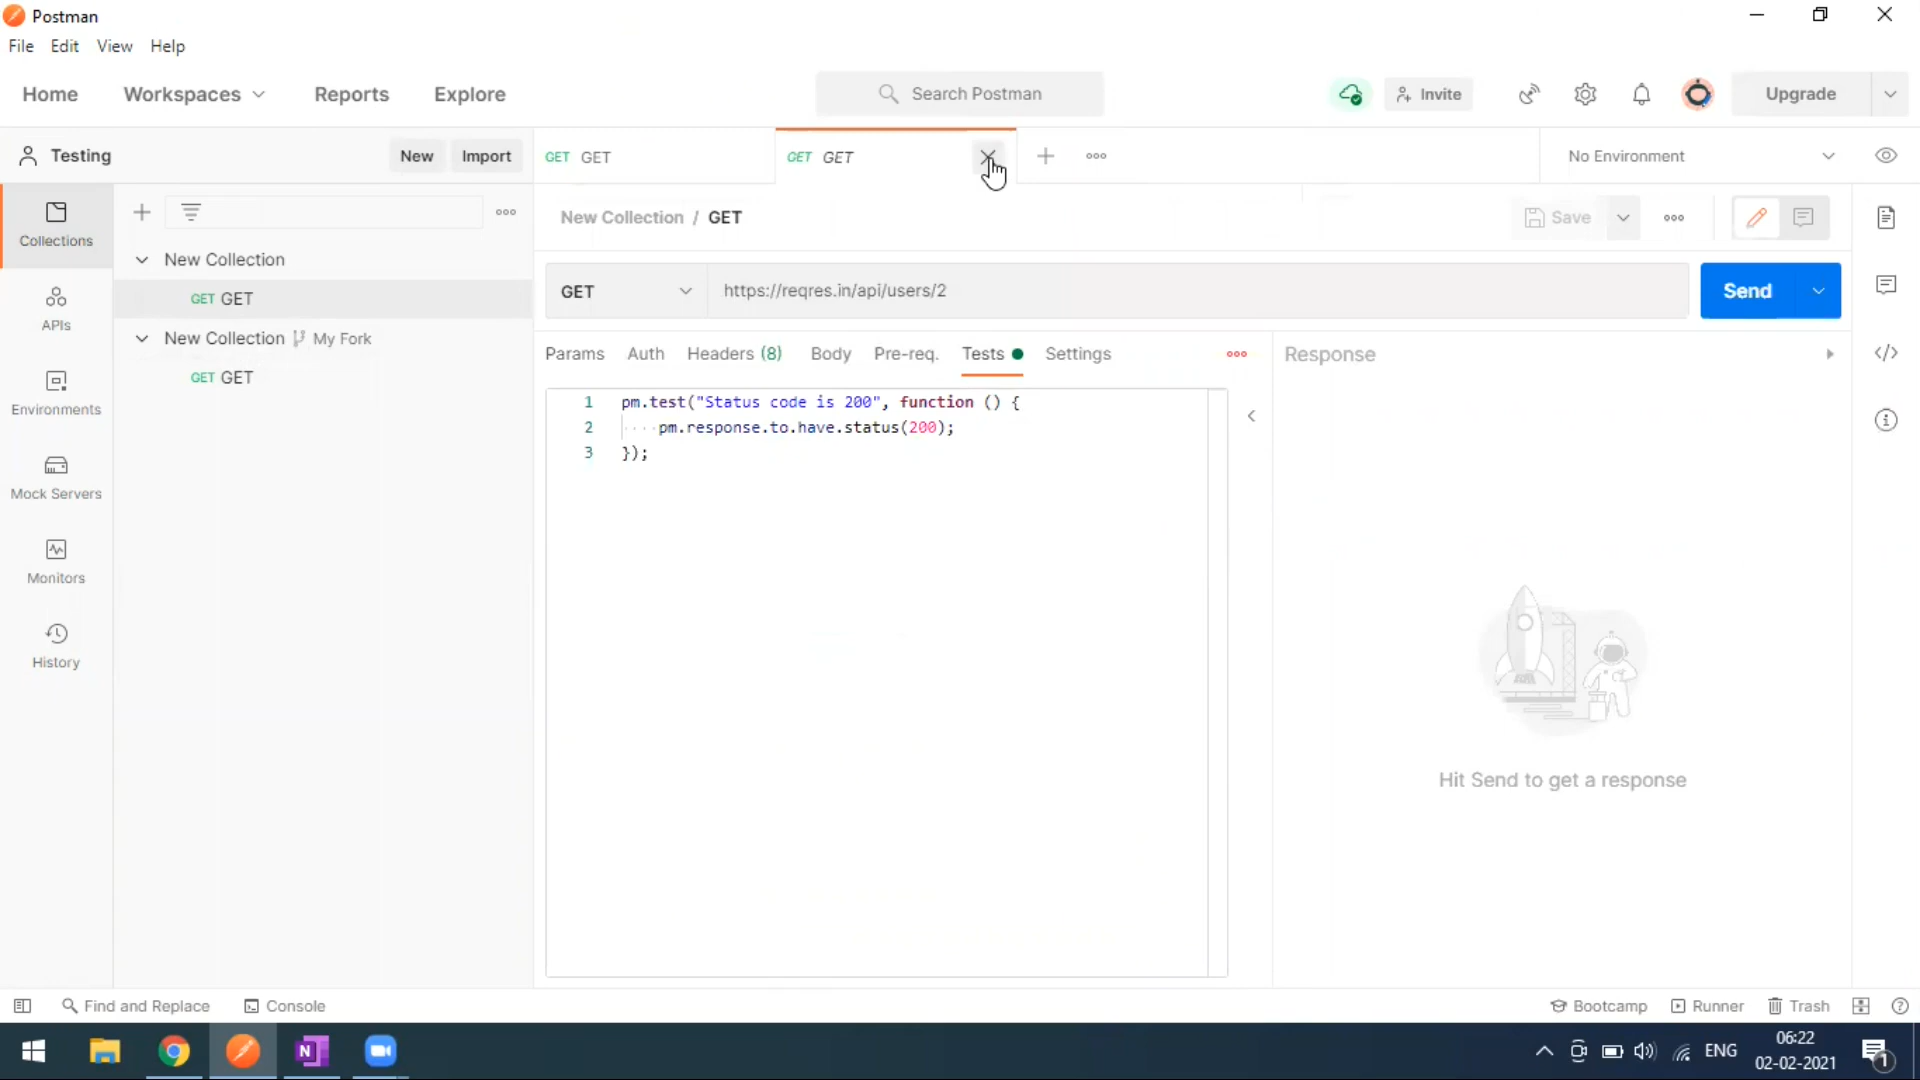 Postman
File Edit View Help
Home Workspaces Reports Explore Search Postman Invite Upgrade
Testing New Import GET GET GET GET No Environment
Collections
New Collection / GET Save
New Collection
GET GET
New Collection My Fork
GET GET
APIs
Environments
Mock Servers
Monitors
History
GET https://reqres.in/api/users/2 Send
Params Auth Headers (8) Body Pre-req. Tests Settings Response
1 pm.test("Status code is 200", function () {
2 ····pm.response.to.have.status(200);
3 });
Hit Send to get a response
Find and Replace Console Bootcamp Runner Trash
N ENG 06:22
02-02-2021 1